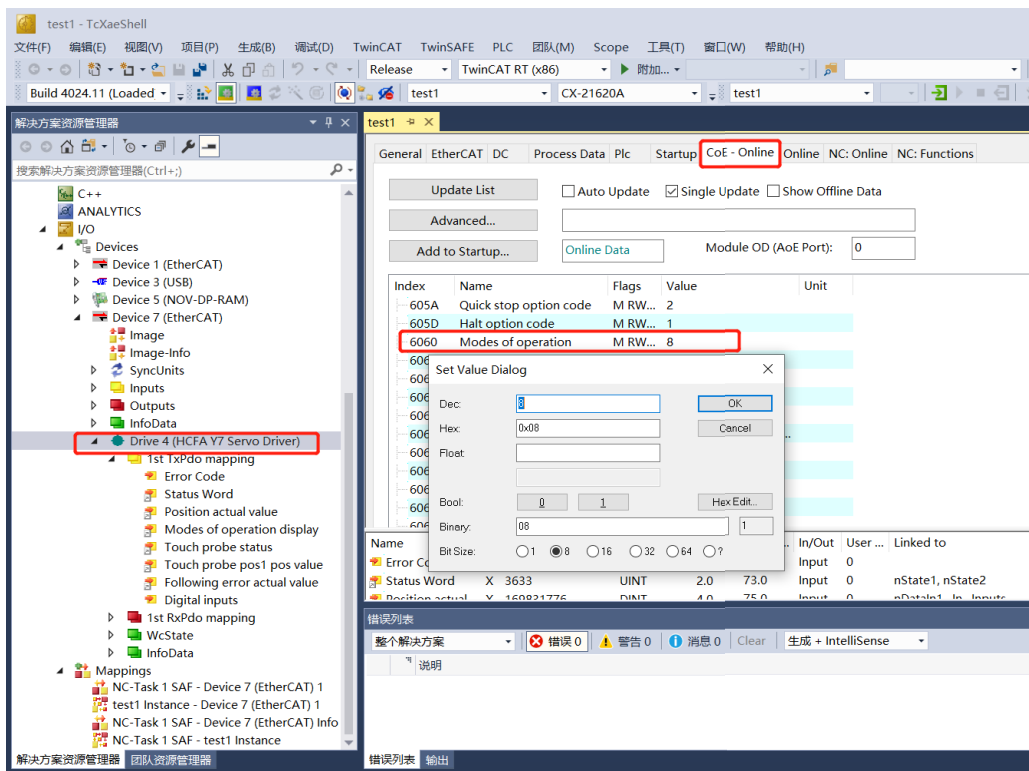 test1 - TcXaeShell
文件(F) 编辑(E) 视图(V) 项目(P) 生成(B) 调试(D) TwinCAT TwinSAFE PLC 团队(M) Scope 工具(T) 窗口(W) 帮助(H)
Release TwinCAT RT (x86) 附加...
Build 4024.11 (Loaded test1 CX-21620A test1
解决方案资源管理器
搜索解决方案资源管理器(Ctrl+;)
C++
ANALYTICS
I/O
Devices
Device 1 (EtherCAT)
Device 3 (USB)
Device 5 (NOV-DP-RAM)
Device 7 (EtherCAT)
Image
Image-Info
SyncUnits
Inputs
Outputs
InfoData
Drive 4 (HCFA Y7 Servo Driver)
1st TxPdo mapping
Error Code
Status Word
Position actual value
Modes of operation display
Touch probe status
Touch probe pos1 pos value
Following error actual value
Digital inputs
1st RxPdo mapping
WcState
InfoData
Mappings
NC-Task 1 SAF - Device 7 (EtherCAT) 1
test1 Instance - Device 7 (EtherCAT) 1
NC-Task 1 SAF - Device 7 (EtherCAT) Info
NC-Task 1 SAF - test1 Instance
解决方案资源管理器 团队资源管理器
test1
General EtherCAT DC Process Data Plc Startup CoE - Online Online NC: Online NC: Functions
Update List Auto Update Single Update Show Offline Data
Advanced...
Add to Startup... Online Data Module OD (AoE Port): 0
Index Name Flags Value Unit
605A Quick stop option code M RW... 2
605D Halt option code M RW... 1
6060 Modes of operation M RW... 8
Set Value Dialog
Dec: 8 OK
Hex: 0x08 Cancel
Float:
Bool: 0 1 Hex Edit...
Binary: 08 1
Bit Size: 1 8 16 32 64 ?
Name In/Out User ... Linked to
Error Co Input 0
Status Word X 3633 UINT 2.0 73.0 Input 0 nState1, nState2
Position actual X 169831776 DINT 4.0 75.0 Input 0 nDataIn1, In, Inputs
错误列表
整个解决方案 错误 0 警告 0 消息 0 Clear 生成 + IntelliSense
说明
错误列表 输出